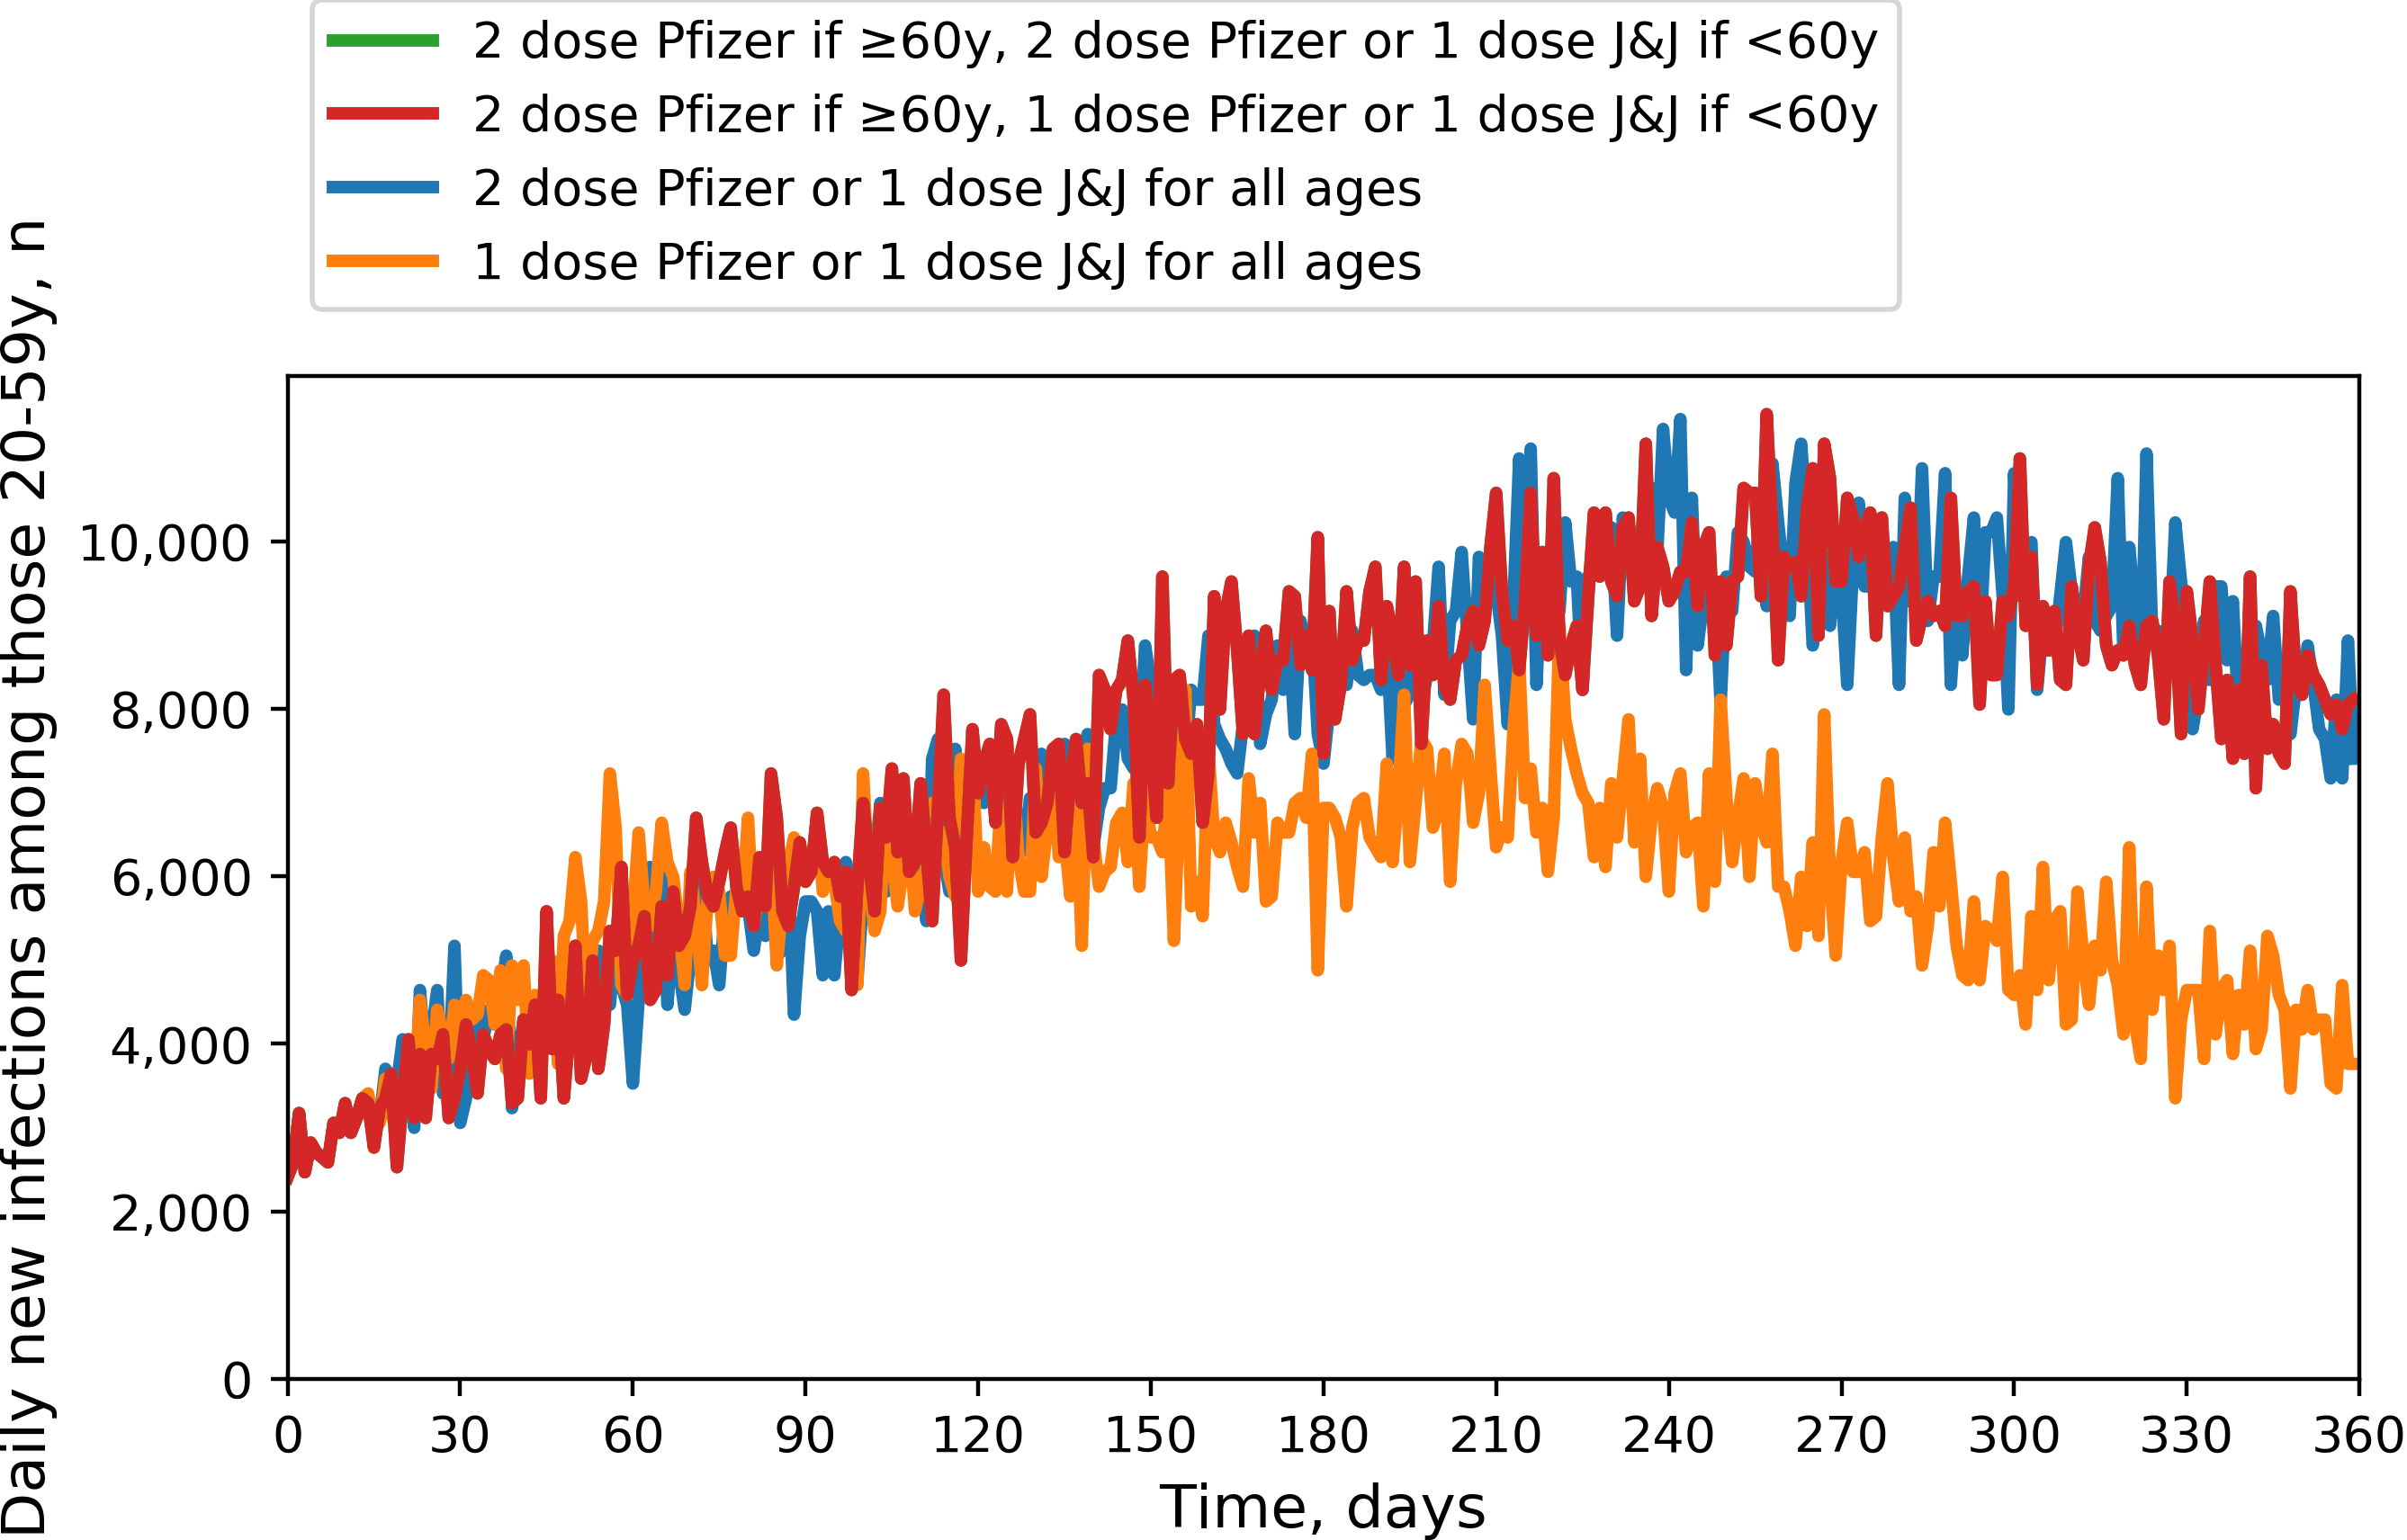 2 dose Pfizer if ≥60y, 2 dose Pfizer or 1 dose J&J if <60y
2 dose Pfizer if ≥60y, 1 dose Pfizer or 1 dose J&J if <60y
2 dose Pfizer or 1 dose J&J for all ages
1 dose Pfizer or 1 dose J&J for all ages
Daily new infections among those 20-59y, n
10,000
8,000
6,000
4,000
2,000
0
0 30 60 90 120 150 180 210 240 270 300 330 360
Time, days